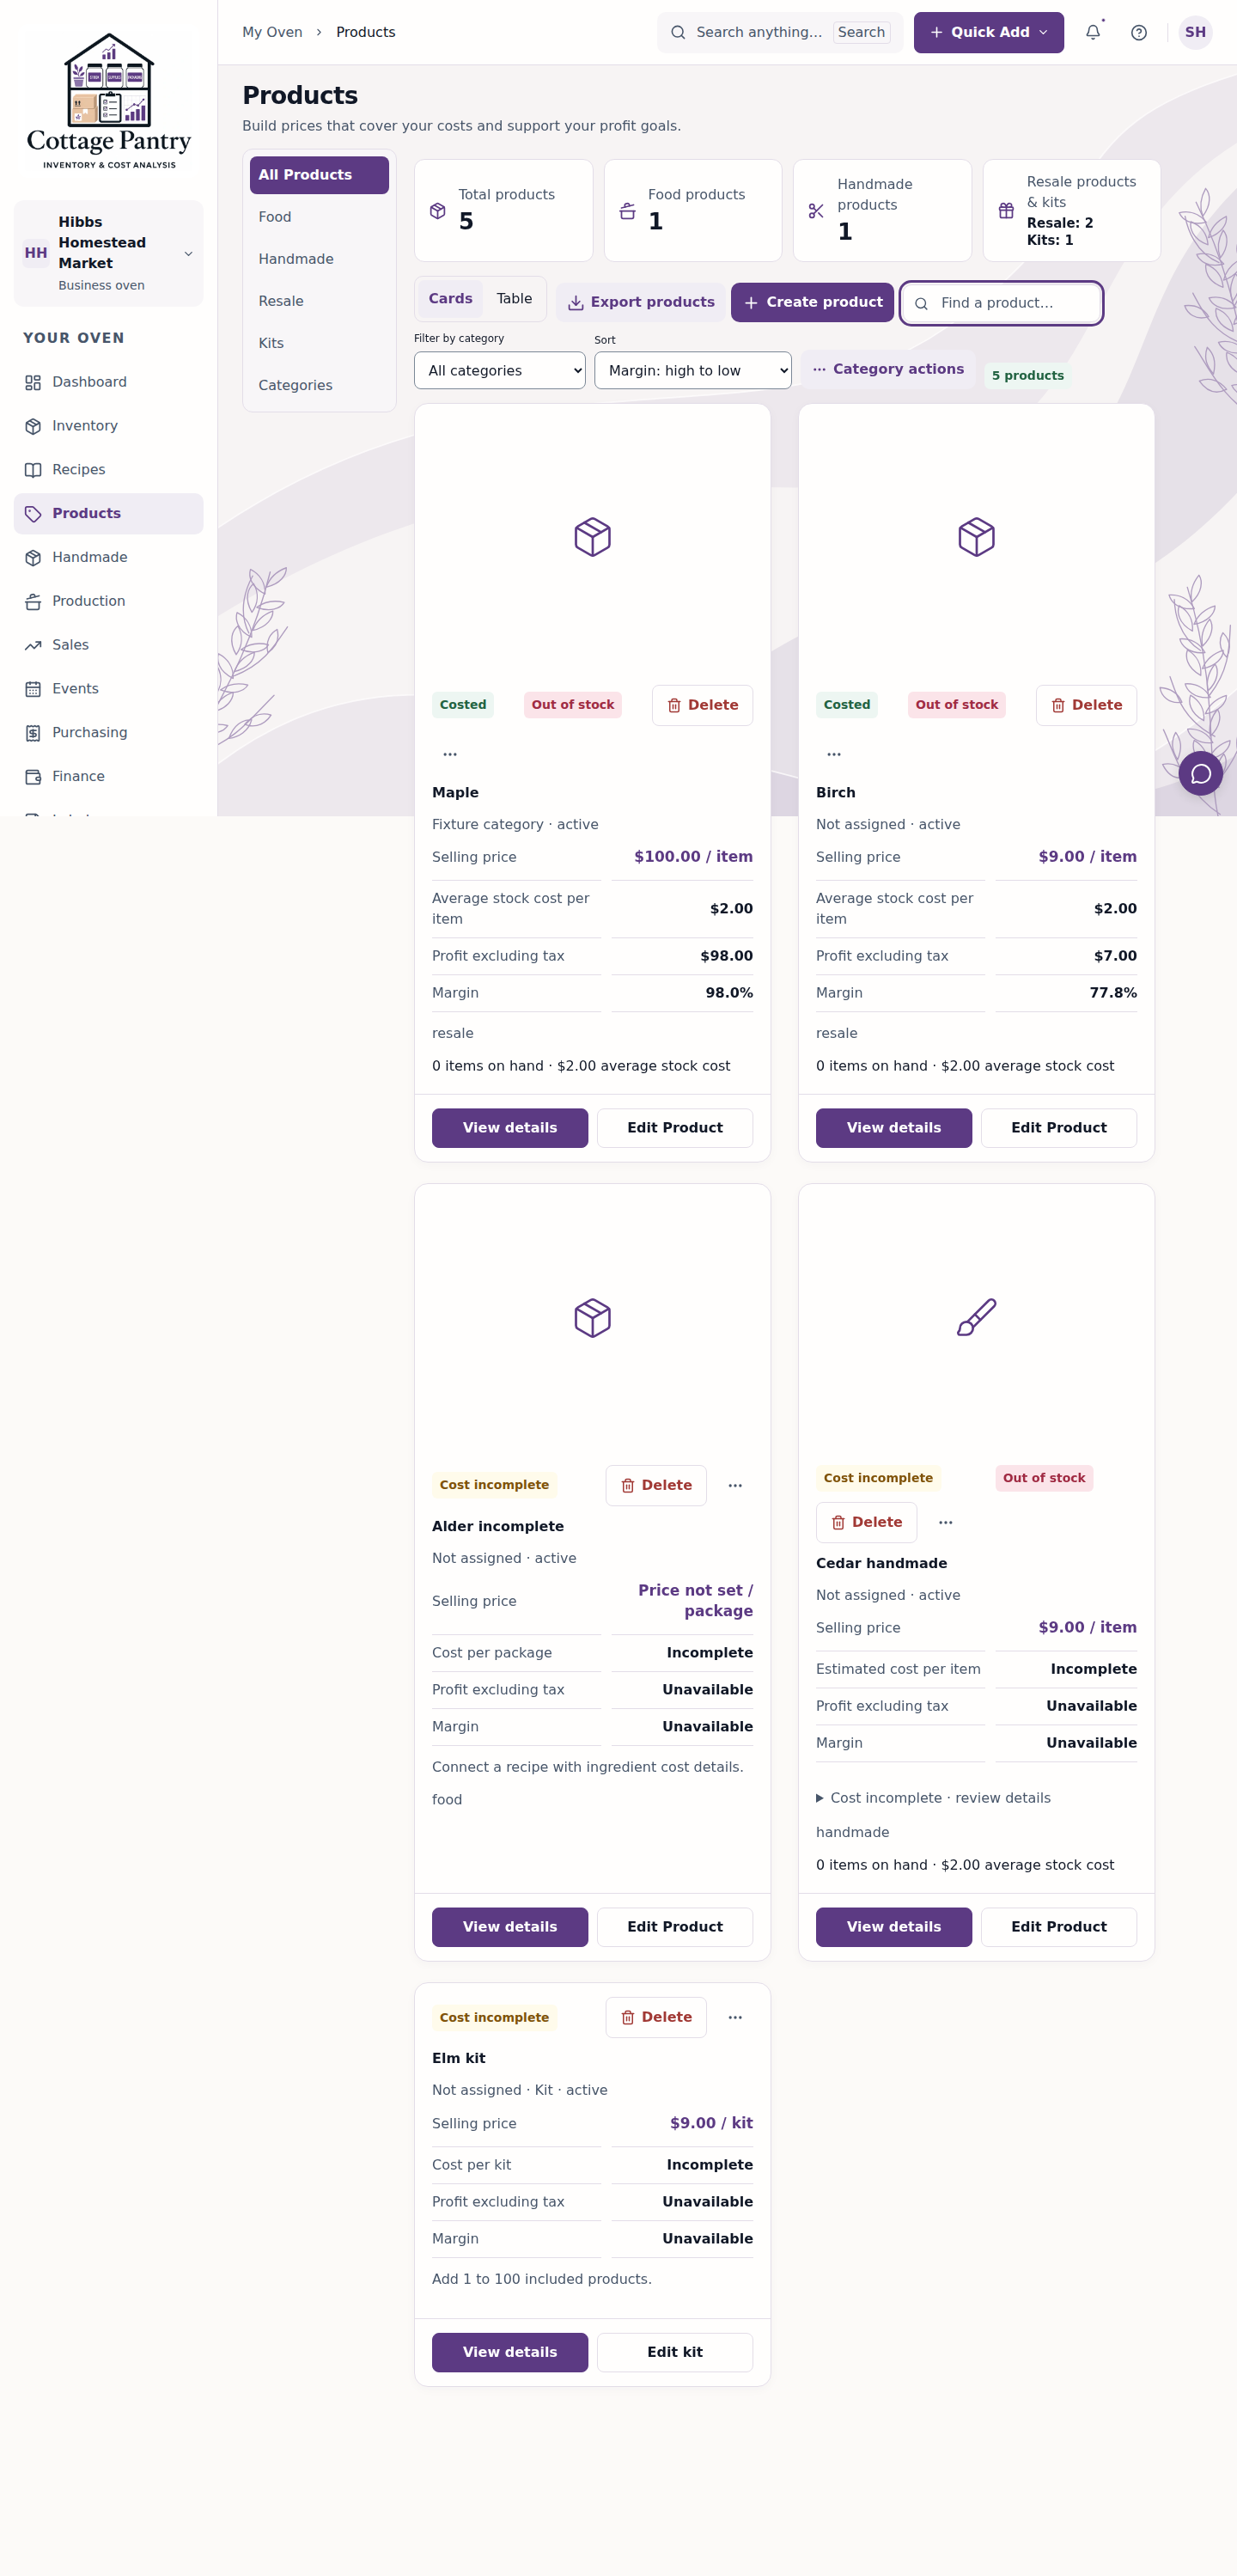 My Oven > Products
Search anything... Search
Quick Add
SH
Cottage Pantry
INVENTORY & COST ANALYSIS
HH
Hibbs
Homestead
Market
Business oven
YOUR OVEN
Dashboard
Inventory
Recipes
Products
Handmade
Production
Sales
Events
Purchasing
Finance
Products
Build prices that cover your costs and support your profit goals.
All Products
Food
Handmade
Resale
Kits
Categories
Total products
5
Food products
1
Handmade
products
1
Resale products
& kits
Resale: 2
Kits: 1
Cards Table
Export products
Create product
Find a product...
Filter by category
All categories
Sort
Margin: high to low
Category actions
5 products
Costed Out of stock Delete
Maple
Fixture category · active
Selling price $100.00 / item
Average stock cost per
item $2.00
Profit excluding tax $98.00
Margin 98.0%
resale
0 items on hand · $2.00 average stock cost
View details Edit Product
Costed Out of stock Delete
Birch
Not assigned · active
Selling price $9.00 / item
Average stock cost per
item $2.00
Profit excluding tax $7.00
Margin 77.8%
resale
0 items on hand · $2.00 average stock cost
View details Edit Product
Cost incomplete Delete
Alder incomplete
Not assigned · active
Selling price Price not set /
package
Cost per package Incomplete
Profit excluding tax Unavailable
Margin Unavailable
Connect a recipe with ingredient cost details.
food
View details Edit Product
Cost incomplete Out of stock
Delete
Cedar handmade
Not assigned · active
Selling price $9.00 / item
Estimated cost per item Incomplete
Profit excluding tax Unavailable
Margin Unavailable
Cost incomplete · review details
handmade
0 items on hand · $2.00 average stock cost
View details Edit Product
Cost incomplete Delete
Elm kit
Not assigned · Kit · active
Selling price $9.00 / kit
Cost per kit Incomplete
Profit excluding tax Unavailable
Margin Unavailable
Add 1 to 100 included products.
View details Edit kit